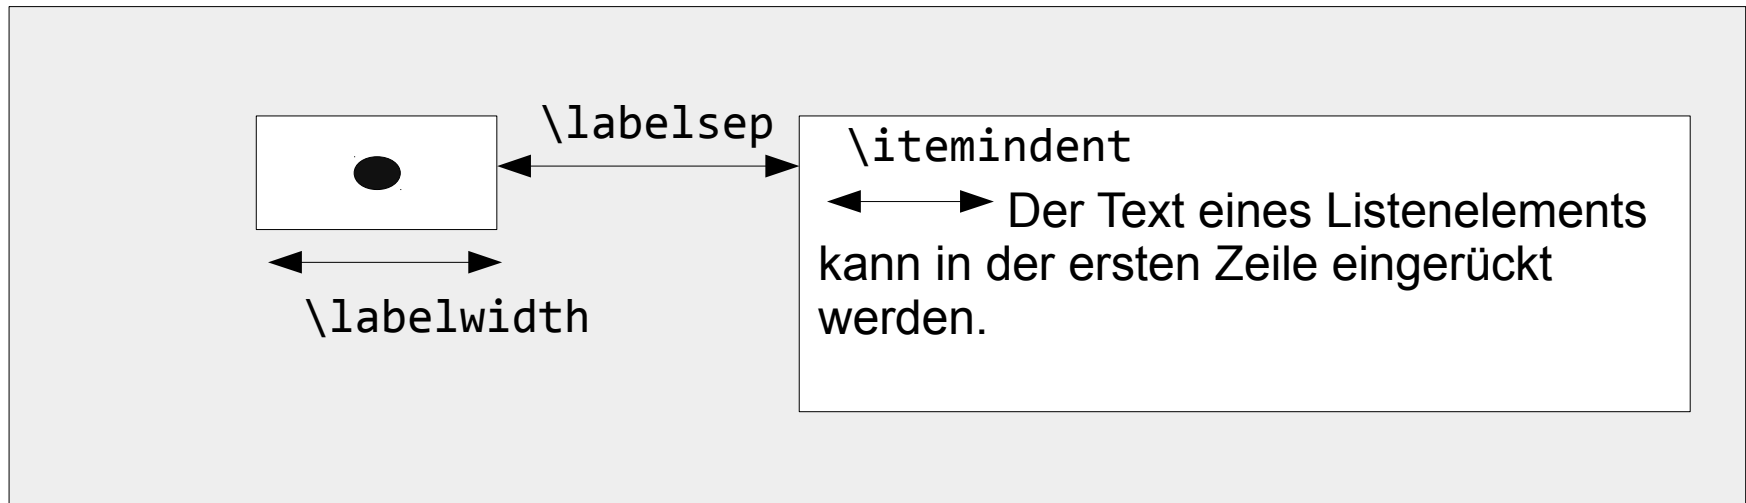 \labelsep
\itemindent
Der Text eines Listenelements
kann in der ersten Zeile eingerückt
werden.
\labelwidth